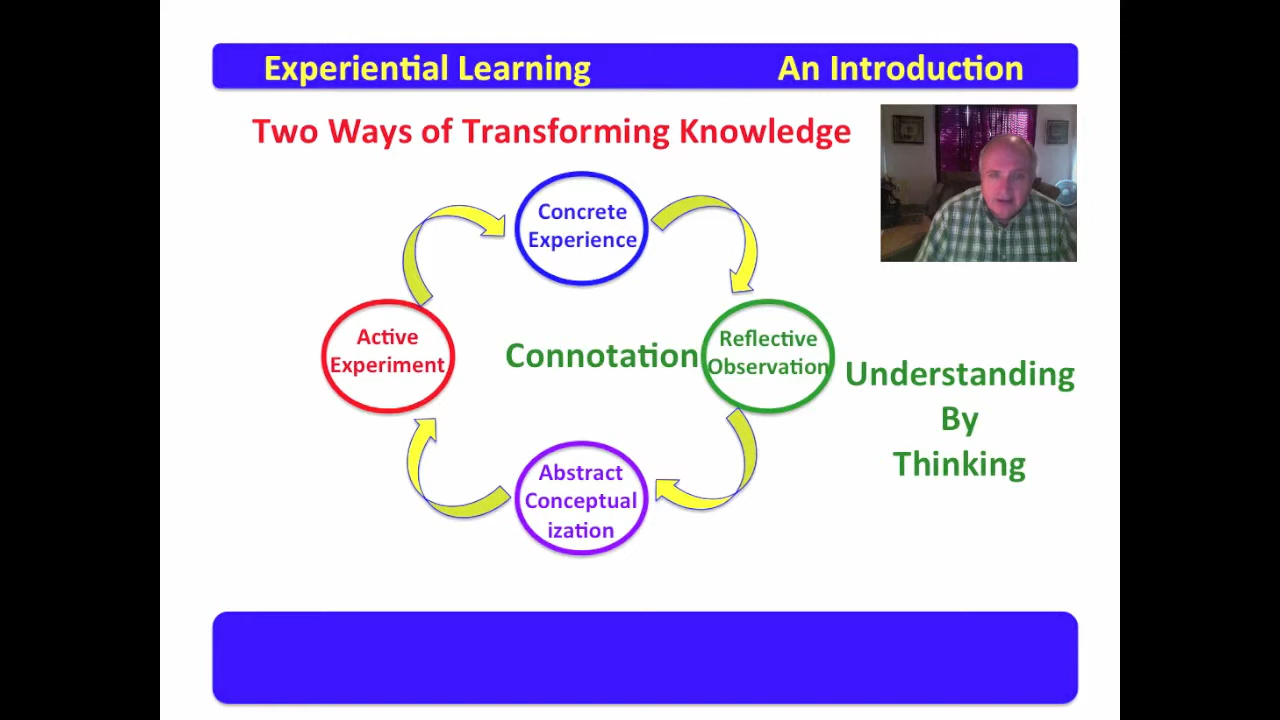 Experiential Learning An Introduction
Two Ways of Transforming Knowledge
Concrete
Experience
Active
Experiment
Connotation
Reflective
Observation
Understanding
By
Thinking
Abstract
Conceptual
ization